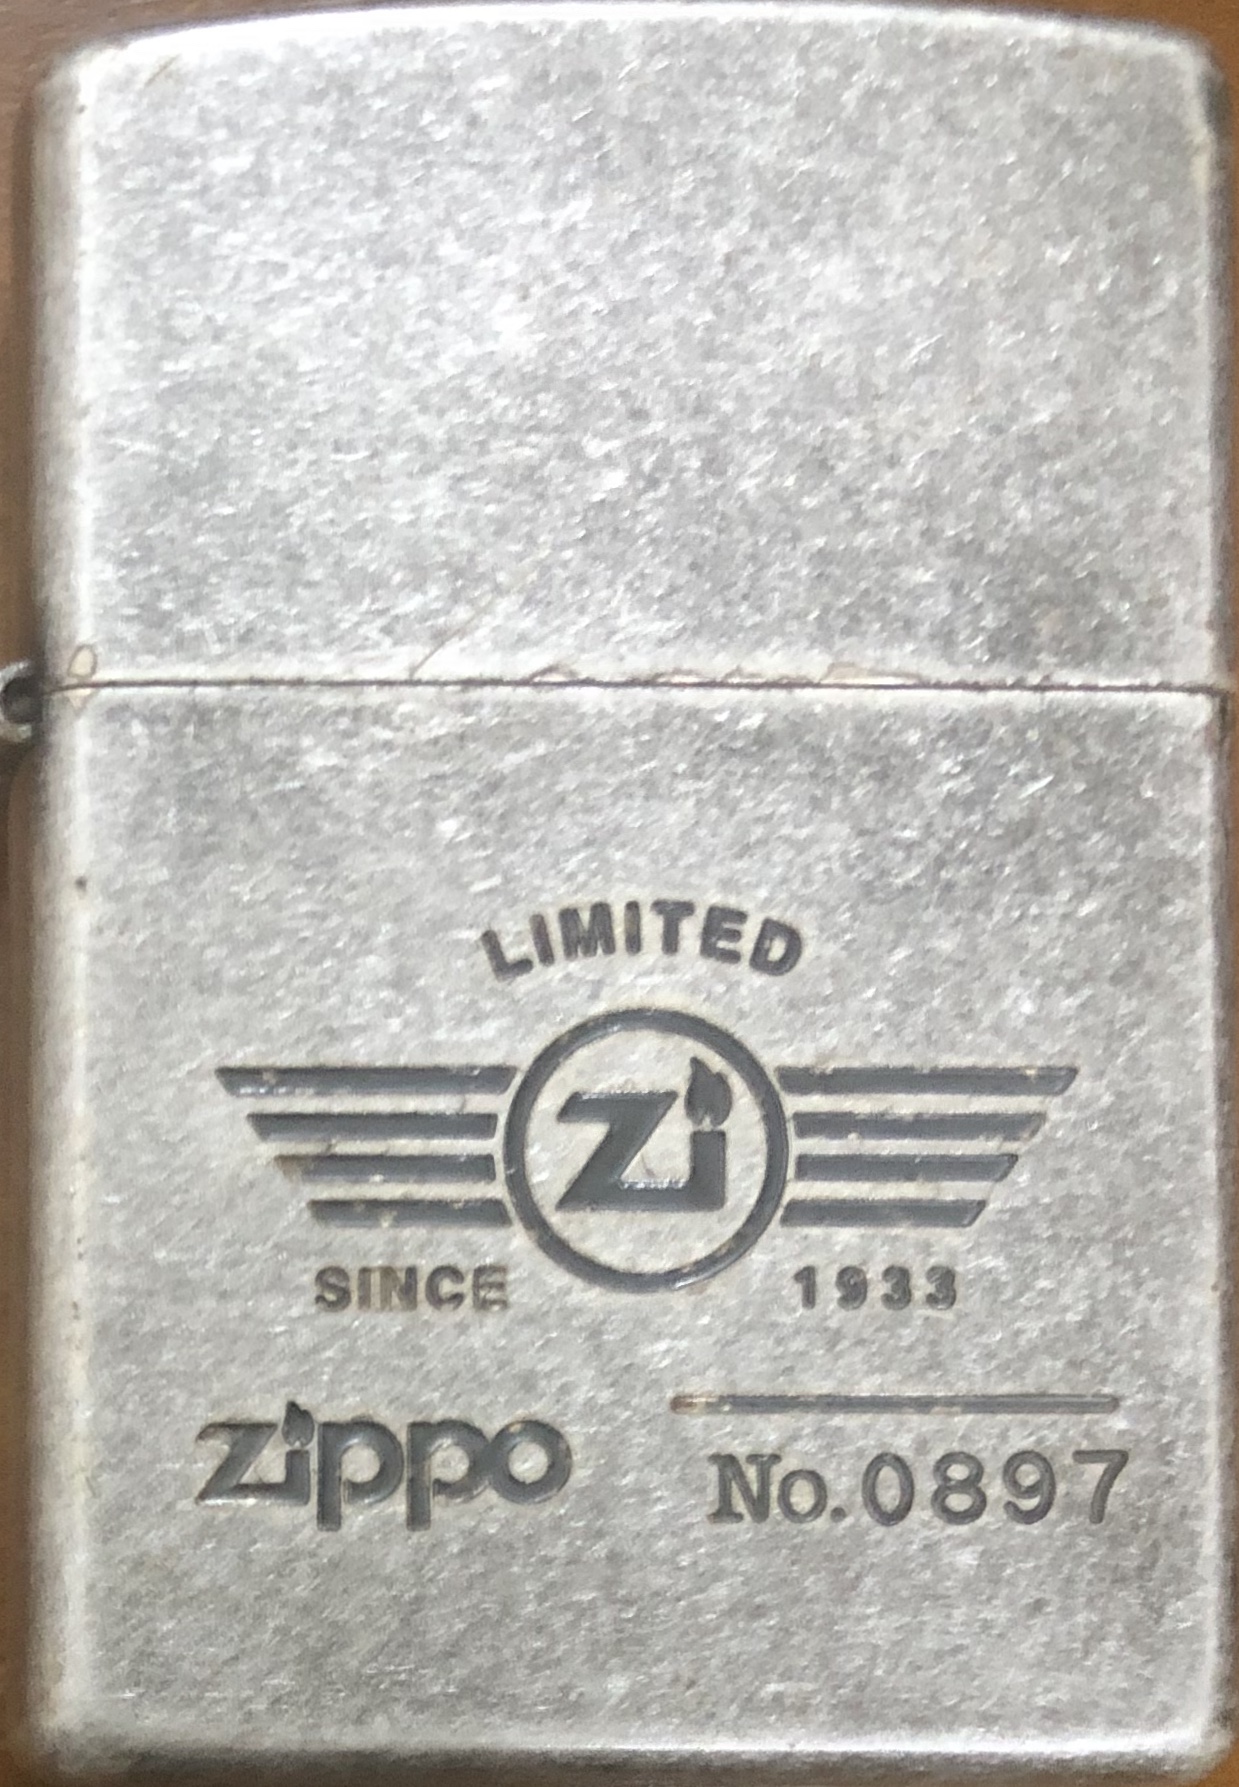 LIMITED
Zi
SINCE 1933
zippo
No. 0897